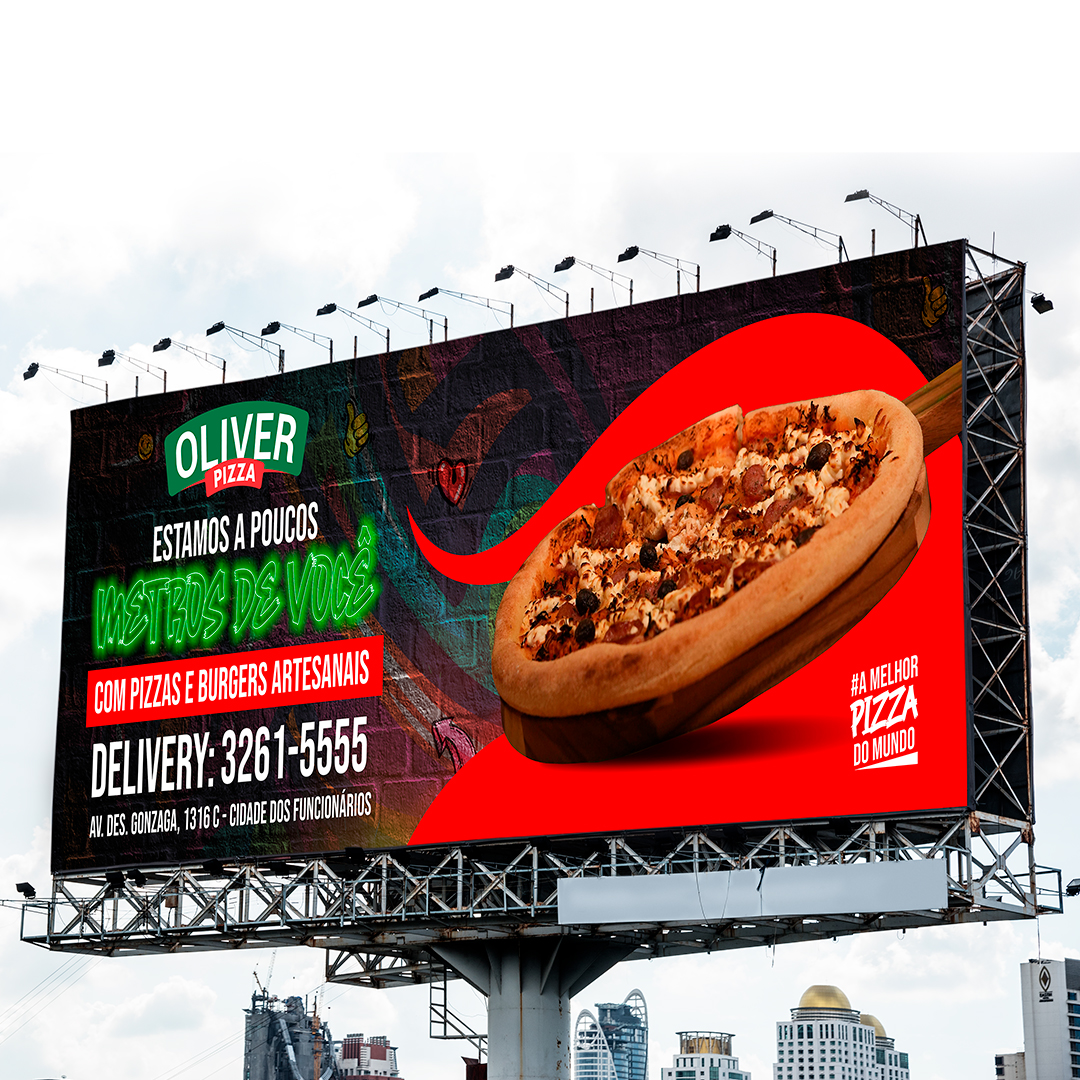 OLIVER
PIZZA
ESTAMOS A POUCOS
METROS DE VOCÊ
COM PIZZAS E BURGERS ARTESANAIS
DELIVERY: 3261-5555
AV. DES. GONZAGA, 1316 C - CIDADE DOS FUNCIONÁRIOS
#A MELHOR
PIZZA
DO MUNDO